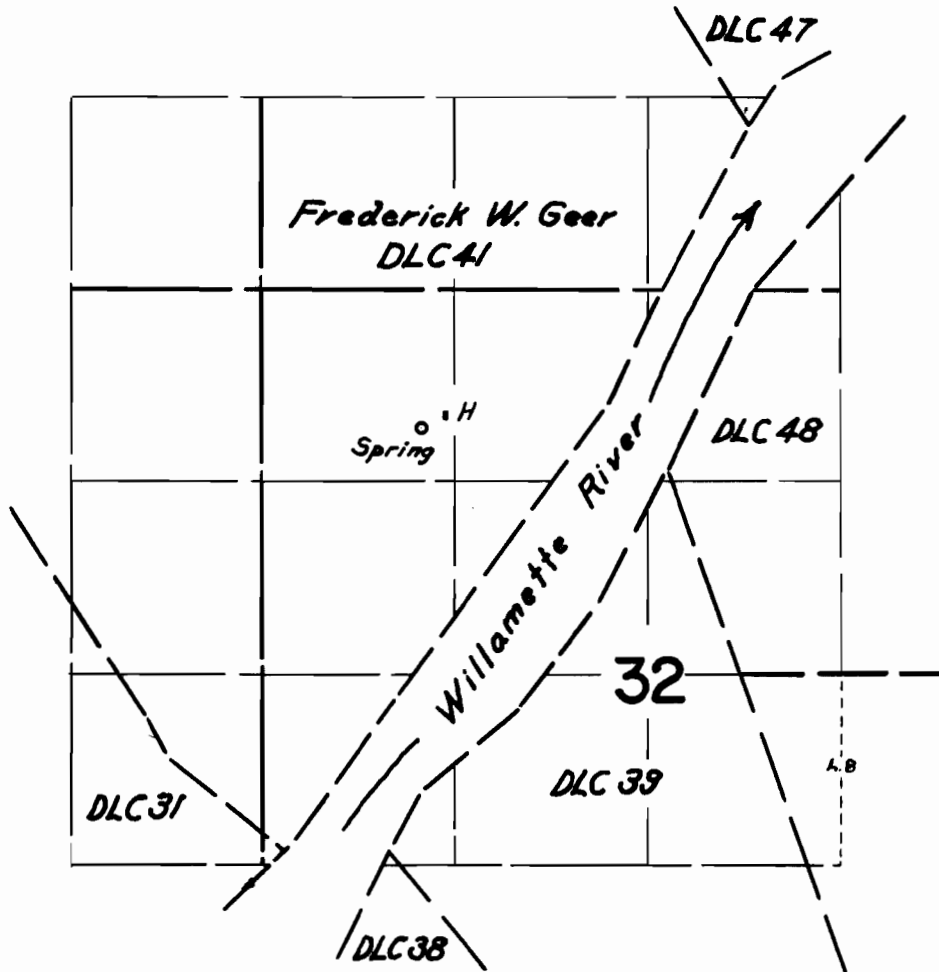 DLC 47
Frederick W. Geer
DLC 41
H
Spring
DLC 48
Willamette River
32
DLC 31
DLC 39
DLC 38